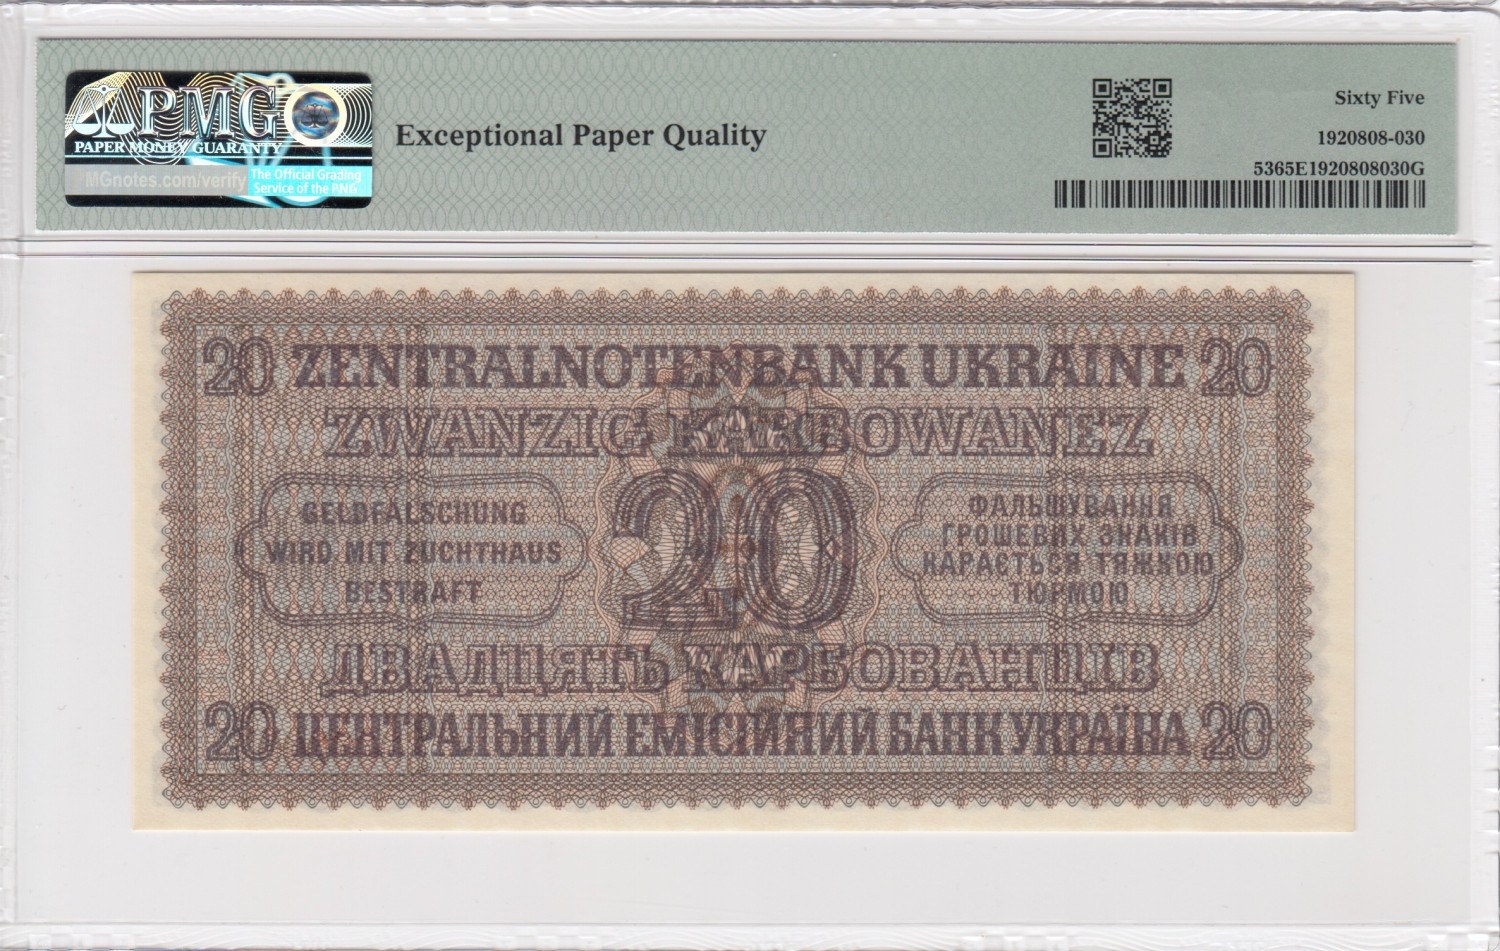 PMG
PAPER MONEY GUARANTY
PMGnotes.com/verify
The Official Grading
Service of the PNG
Exceptional Paper Quality
Sixty Five
1920808-030
5365E1920808030G
20 ZENTRALNOTENBANK UKRAINE 20
ZWANZIG KARBOWANEZ
GELDFÄLSCHUNG
WIRD MIT ZUCHTHAUS
BESTRAFT
20
ФАЛЬШУВАННЯ
ГРОШЕВИХ ЗНАКІВ
КАРАЄТЬСЯ ТЯЖКОЮ
ТЮРМОЮ
ДВАДЦЯТЬ КАРБОВАНЦІВ
20 ЦЕНТРАЛЬНИЙ ЕМІСІЙНИЙ БАНК УКРАЇНА 20